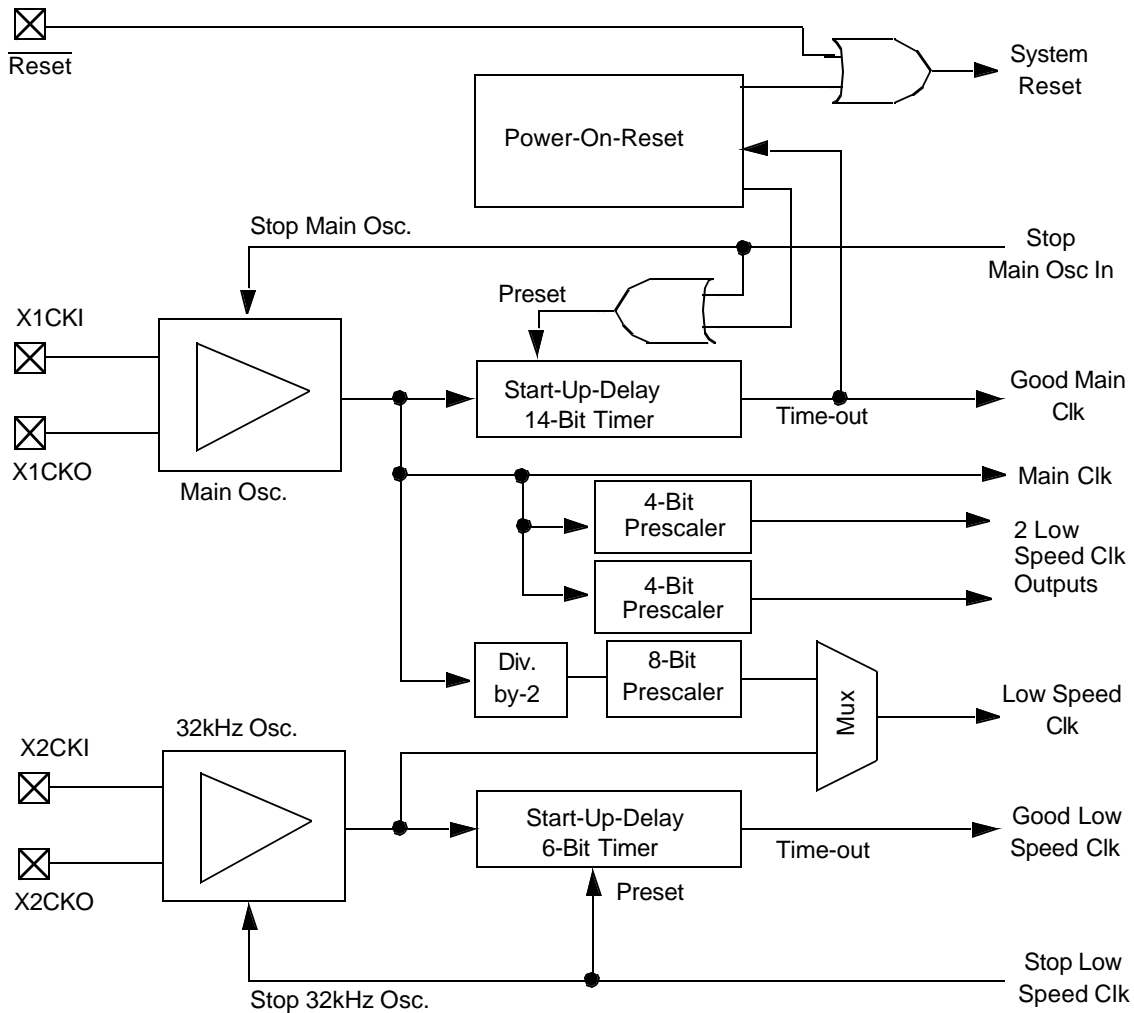 Reset
System
Reset
Power-On-Reset
Stop Main Osc.
Stop
Main Osc In
Preset
X1CKI
Start-Up-Delay
14-Bit Timer
Time-out
Good Main
Clk
X1CKO
Main Osc.
Main Clk
4-Bit
Prescaler
2 Low
Speed Clk
Outputs
4-Bit
Prescaler
Div.
by-2
8-Bit
Prescaler
Mux
Low Speed
Clk
32kHz Osc.
X2CKI
Start-Up-Delay
6-Bit Timer
Time-out
Good Low
Speed Clk
X2CKO
Preset
Stop 32kHz Osc.
Stop Low
Speed Clk